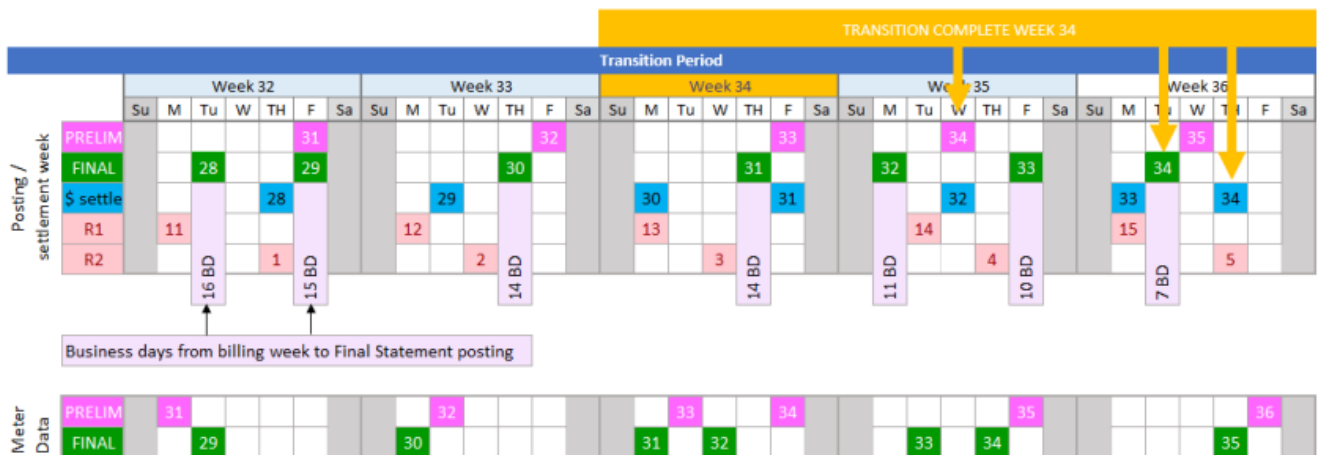 TRANSITION COMPLETE WEEK 34
Transition Period
Week 32 Week 33 Week 34 Week 35 Week 36
Su M Tu W TH F Sa Su M Tu W TH F Sa Su M Tu W TH F Sa Su M Tu W TH F Sa Su M Tu W TH F Sa
Posting /
settlement week
PRELIM 31 32 33 34 35
FINAL 28 29 30 31 32 33 34
$ settle 28 29 30 31 32 33 34
R1 11 12 13 14 15
R2 1 2 3 4 5
16 BD 15 BD 14 BD 14 BD 11 BD 10 BD 7 BD
Business days from billing week to Final Statement posting
Meter
Data
PRELIM 31 32 33 34 35 36
FINAL 29 30 31 32 33 34 35